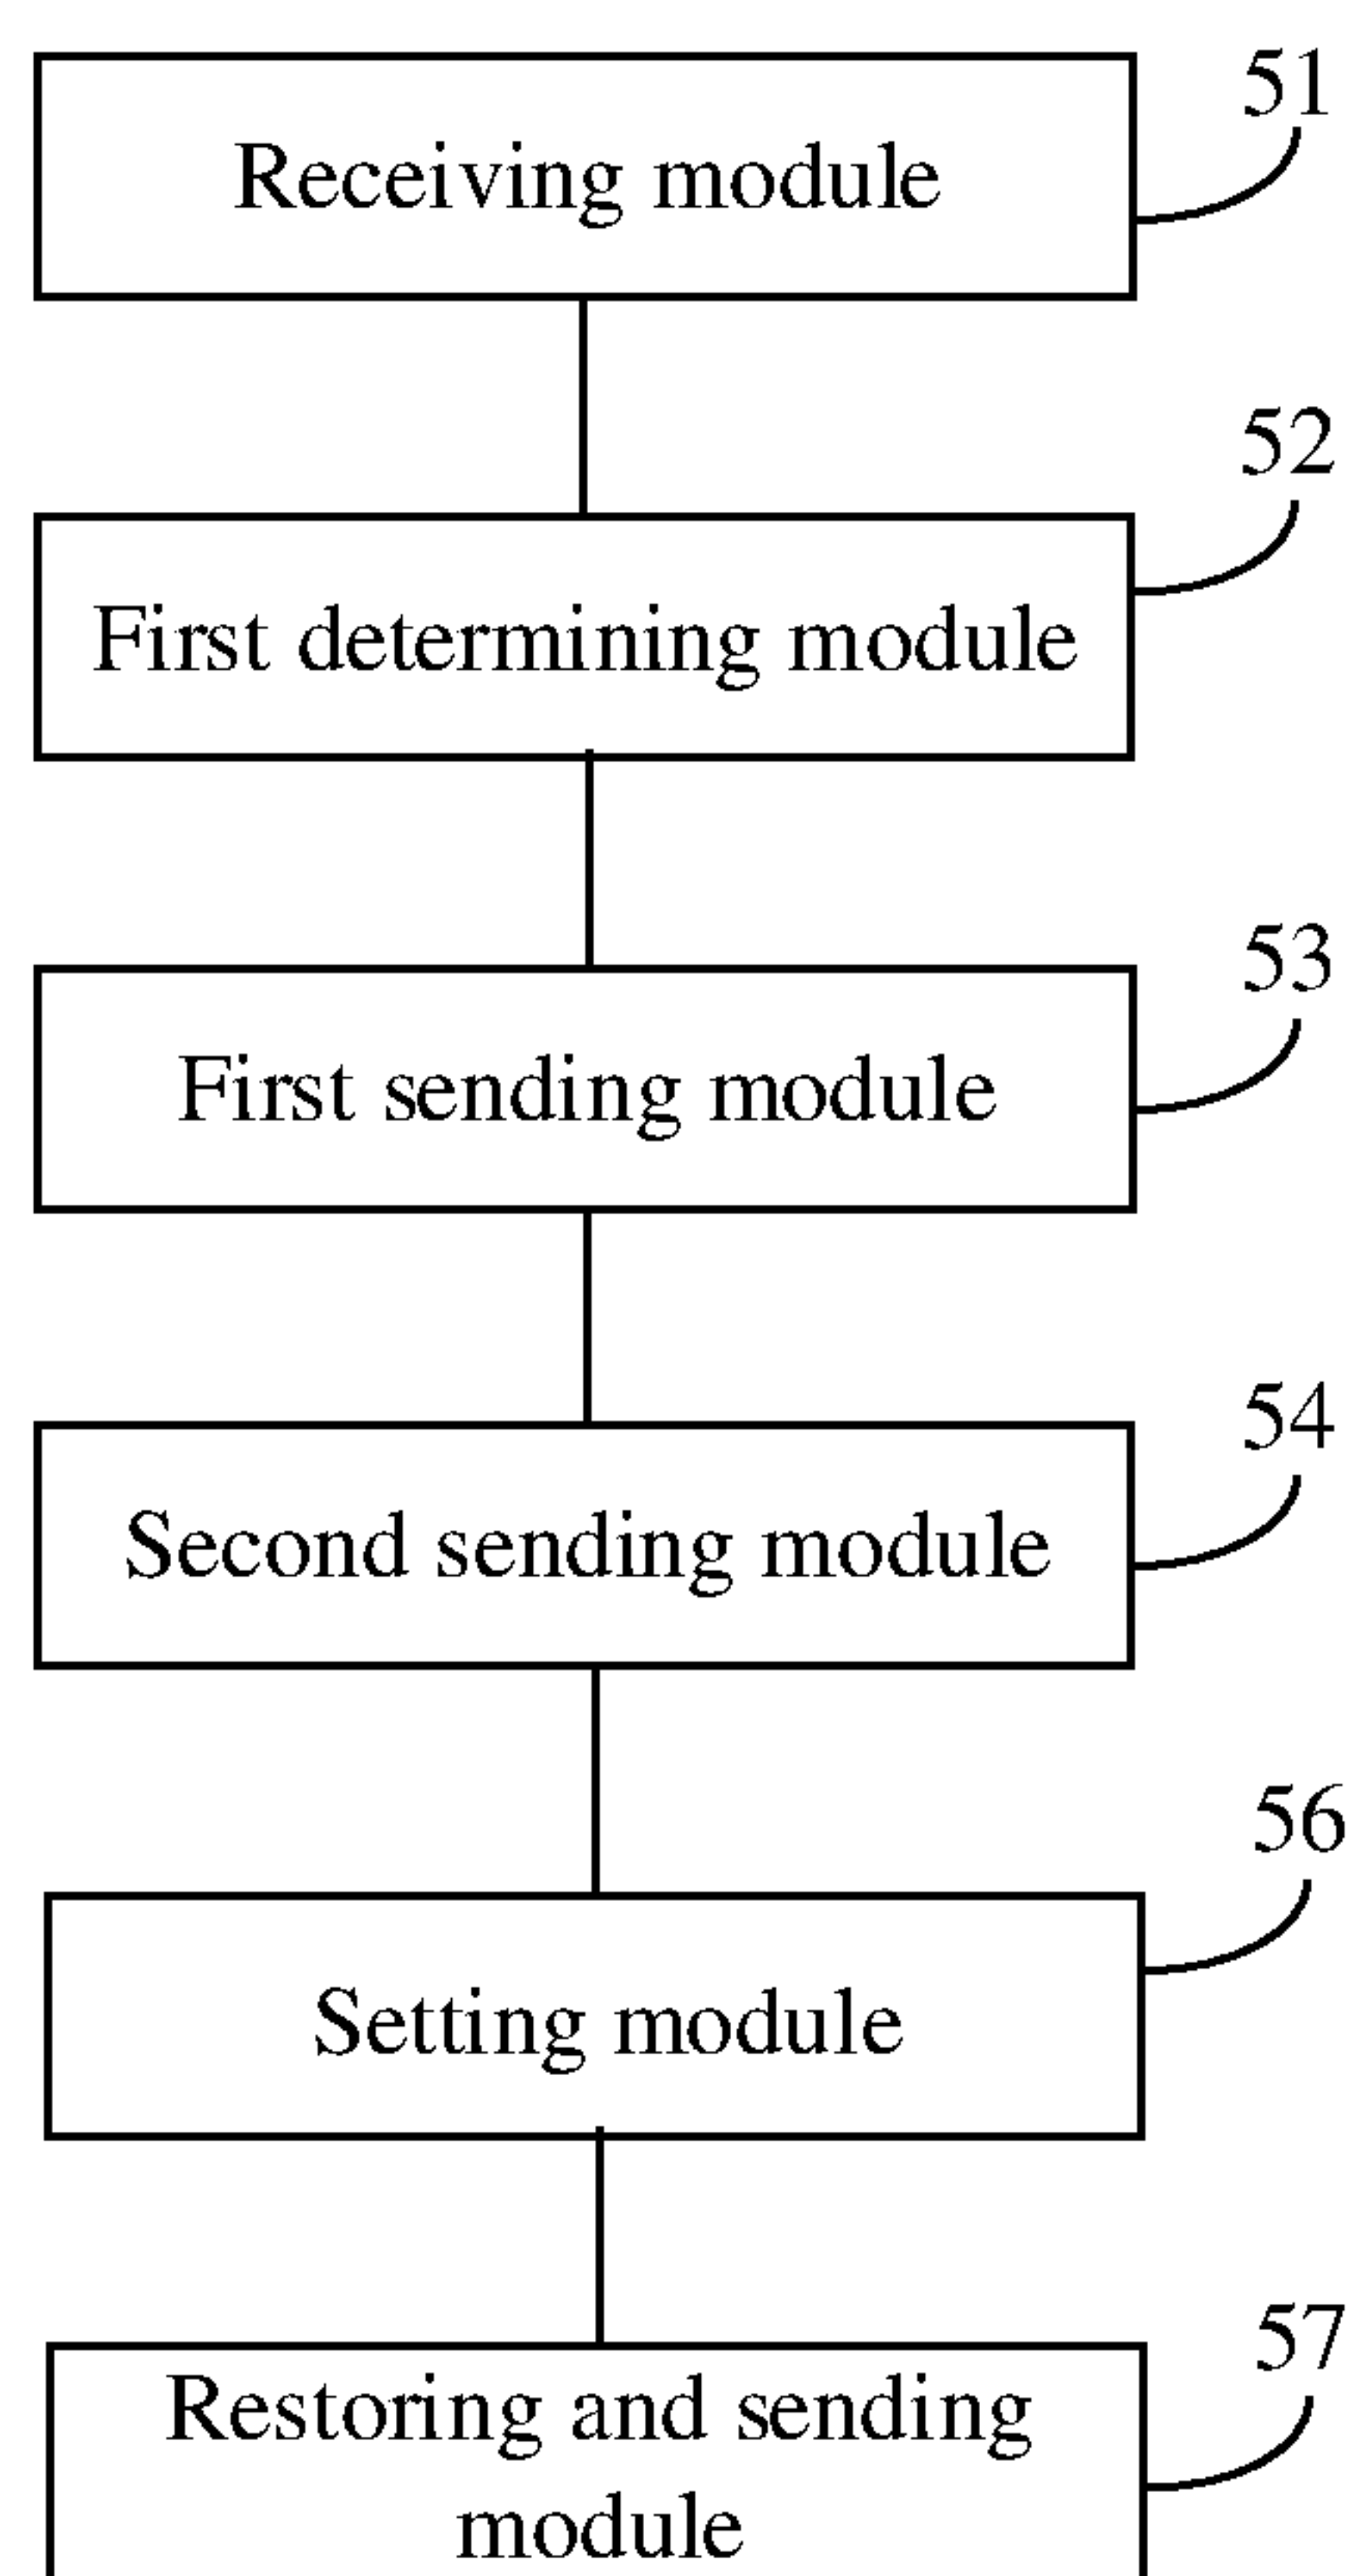 51
Receiving module
52
First determining module
53
First sending module
54
Second sending module
56
Setting module
57
Restoring and sending
module